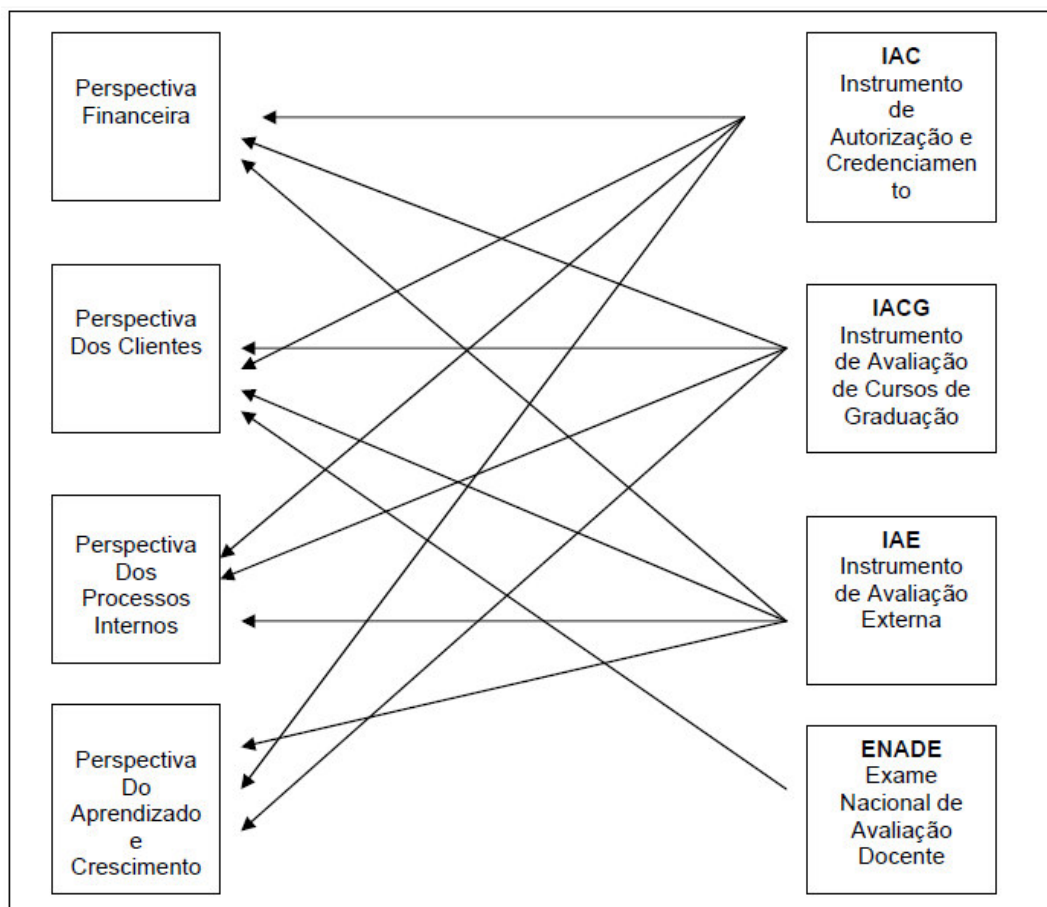 Perspectiva
Financeira
Perspectiva
Dos Clientes
Perspectiva
Dos
Processos
Internos
Perspectiva
Do
Aprendizado
e
Crescimento
IAC
Instrumento
de
Autorização e
Credenciamen
to
IACG
Instrumento
de Avaliação
de Cursos de
Graduação
IAE
Instrumento
de Avaliação
Externa
ENADE
Exame
Nacional de
Avaliação
Docente